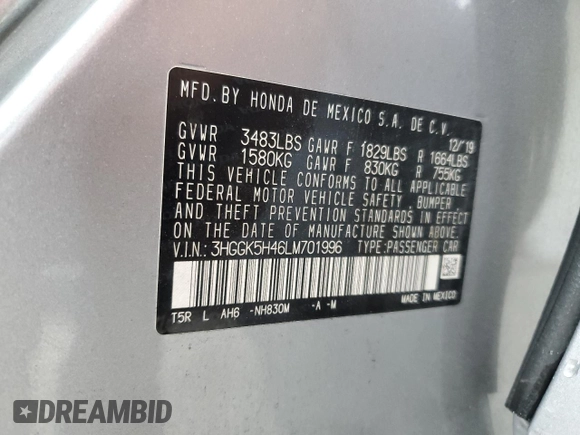 MFD. BY HONDA DE MEXICO S.A. DE C.V.
12/'19
GVWR 3483LBS GAWR F 1829LBS R 1664LBS
GVWR 1580KG GAWR F 830KG R 755KG
THIS VEHICLE CONFORMS TO ALL APPLICABLE
FEDERAL MOTOR VEHICLE SAFETY, BUMPER,
AND THEFT PREVENTION STANDARDS IN EFFECT
ON THE DATE OF MANUFACTURE SHOWN ABOVE.
V.I.N.: 3HGGK5H46LM701996 TYPE:PASSENGER CAR
MADE IN MEXICO
T5R L AH6 -NH830M -A -M
DREAMBID